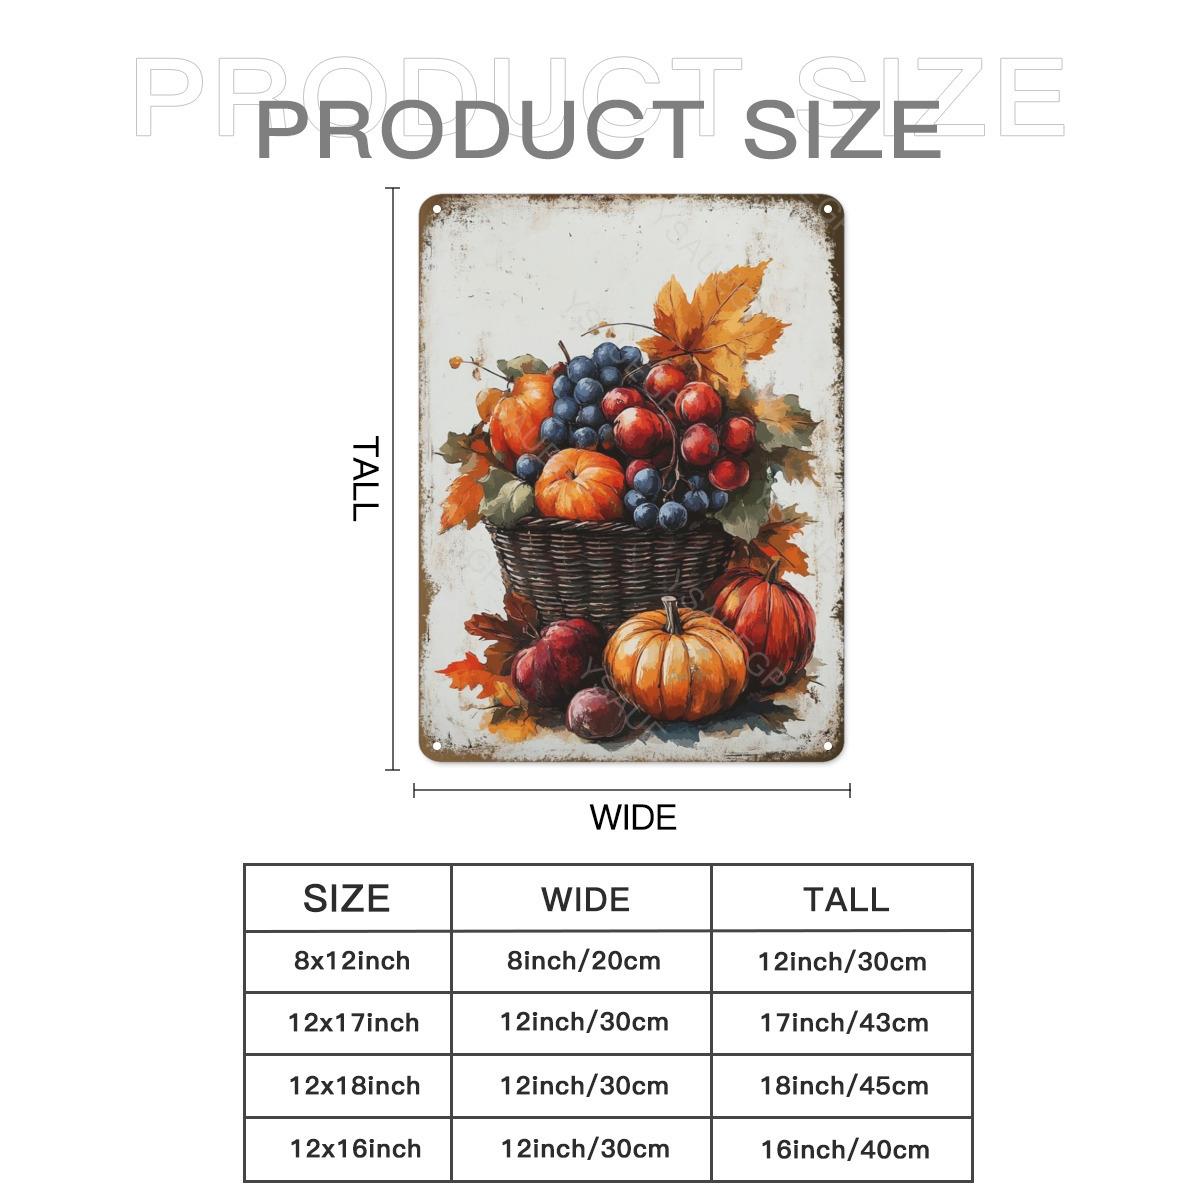 PRODUCT SIZE
PRODUCT SIZE
TALL
WIDE
SIZE WIDE TALL
8x12inch 8inch/20cm 12inch/30cm
12x17inch 12inch/30cm 17inch/43cm
12x18inch 12inch/30cm 18inch/45cm
12x16inch 12inch/30cm 16inch/40cm